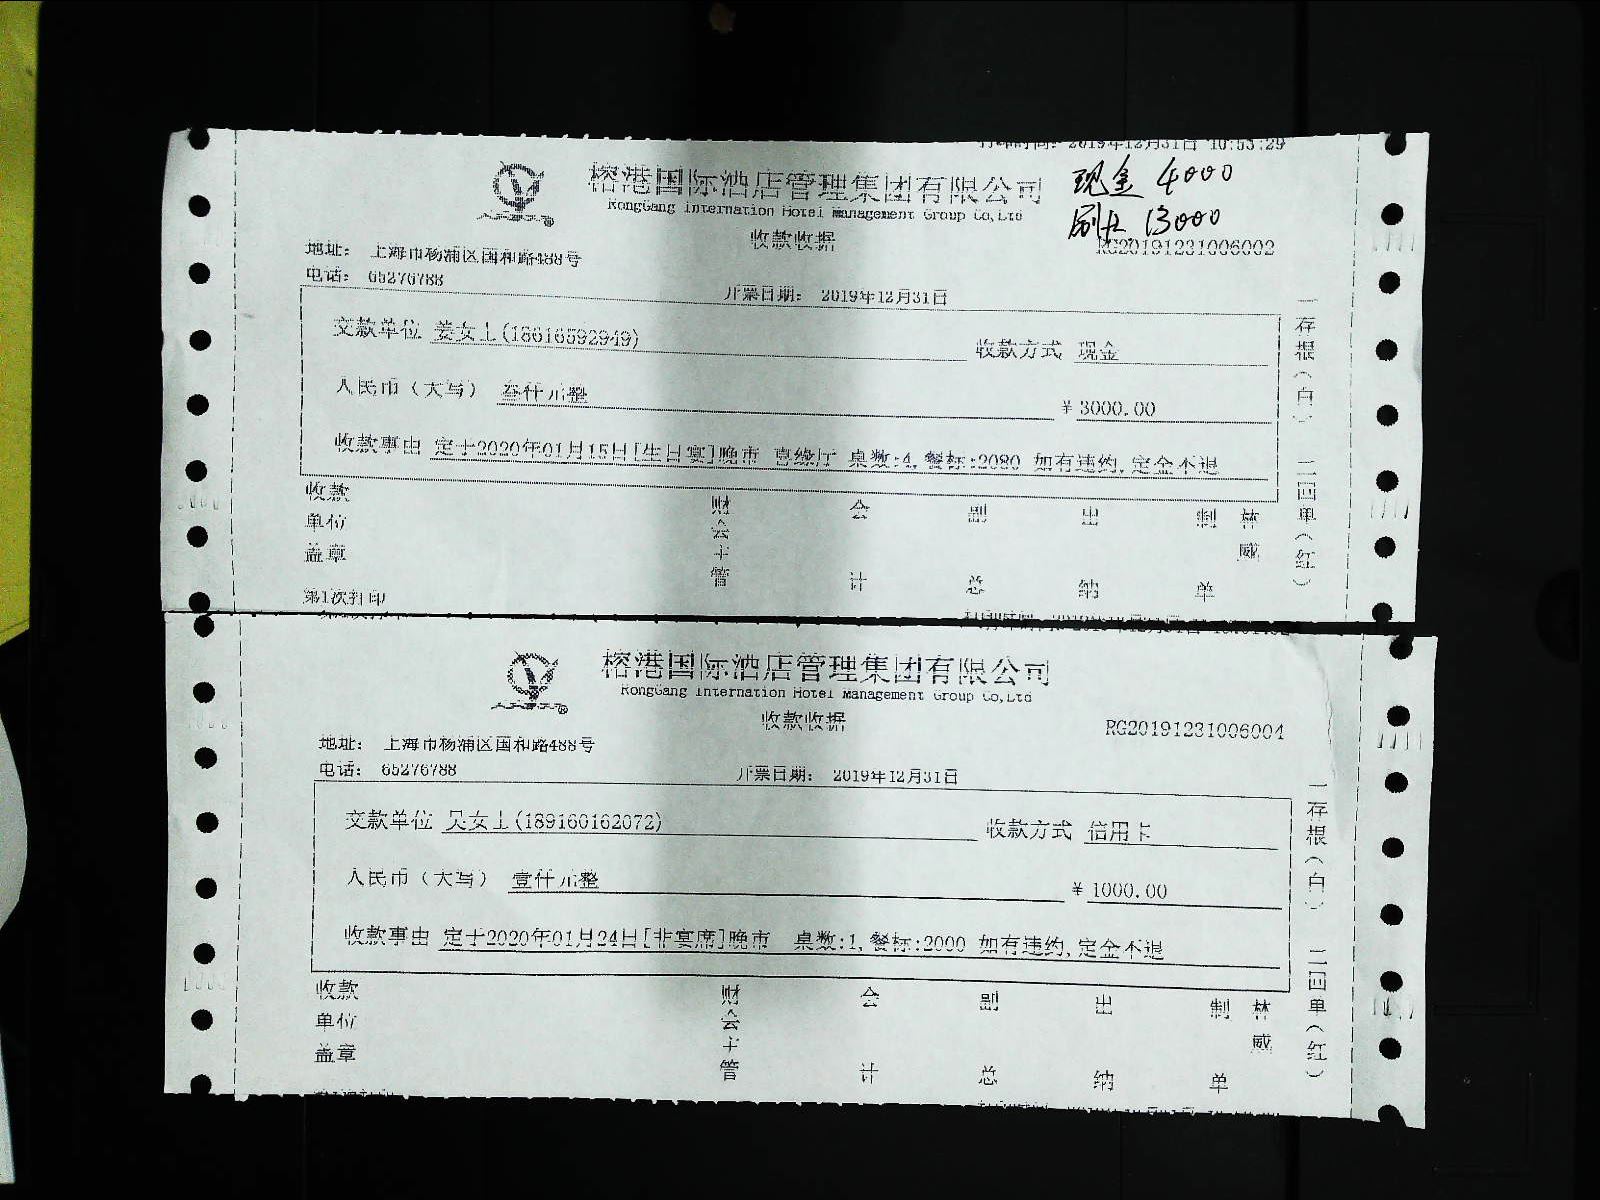 打印时间: 2019年12月31日 10:53:29
榕港国际酒店管理集团有限公司
现金 4000
RongGang Internation Hotel Management Group Co,Ltd
刷卡 13000
收款收据
RG20191231006002
地址: 上海市杨浦区国和路488号
电话: 65276788
开票日期: 2019年12月31日
交款单位 姜女士(18616592949)
收款方式 现金
人民币(大写) 叁仟元整
¥ 3000.00
收款事由 定于2020年01月15日[生日宴]晚市 喜缘厅 桌数:4,餐标:2080 如有违约,定金不退
一存根(白) 二回单(红)
收款单位盖章
财会主管
会计
副总
出纳
制单
林威
第1次打印
榕港国际酒店管理集团有限公司
RongGang Internation Hotel Management Group Co,Ltd
收款收据
RG20191231006004
地址: 上海市杨浦区国和路488号
电话: 65276788
开票日期: 2019年12月31日
交款单位 吴女士(189160162072)
收款方式 信用卡
人民币(大写) 壹仟元整
¥ 1000.00
收款事由 定于2020年01月24日[非宴席]晚市 桌数:1,餐标:2000 如有违约,定金不退
一存根(白) 二回单(红)
收款单位盖章
财会主管
会计
副总
出纳
制单
林威